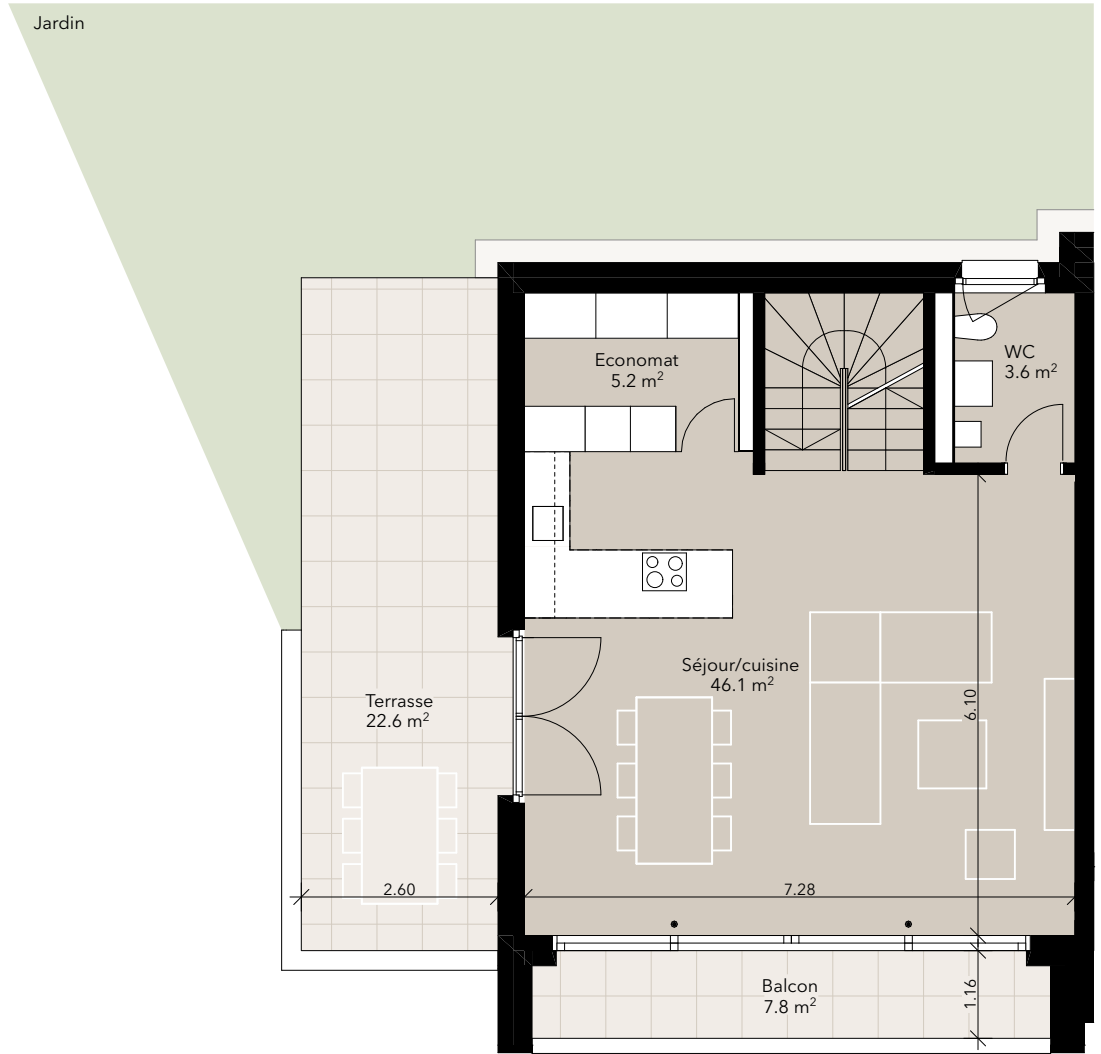 Jardin
Economat
5.2 m²
WC
3.6 m²
Séjour/cuisine
46.1 m²
6.10
Terrasse
22.6 m²
2.60
7.28
Balcon
7.8 m²
1.16